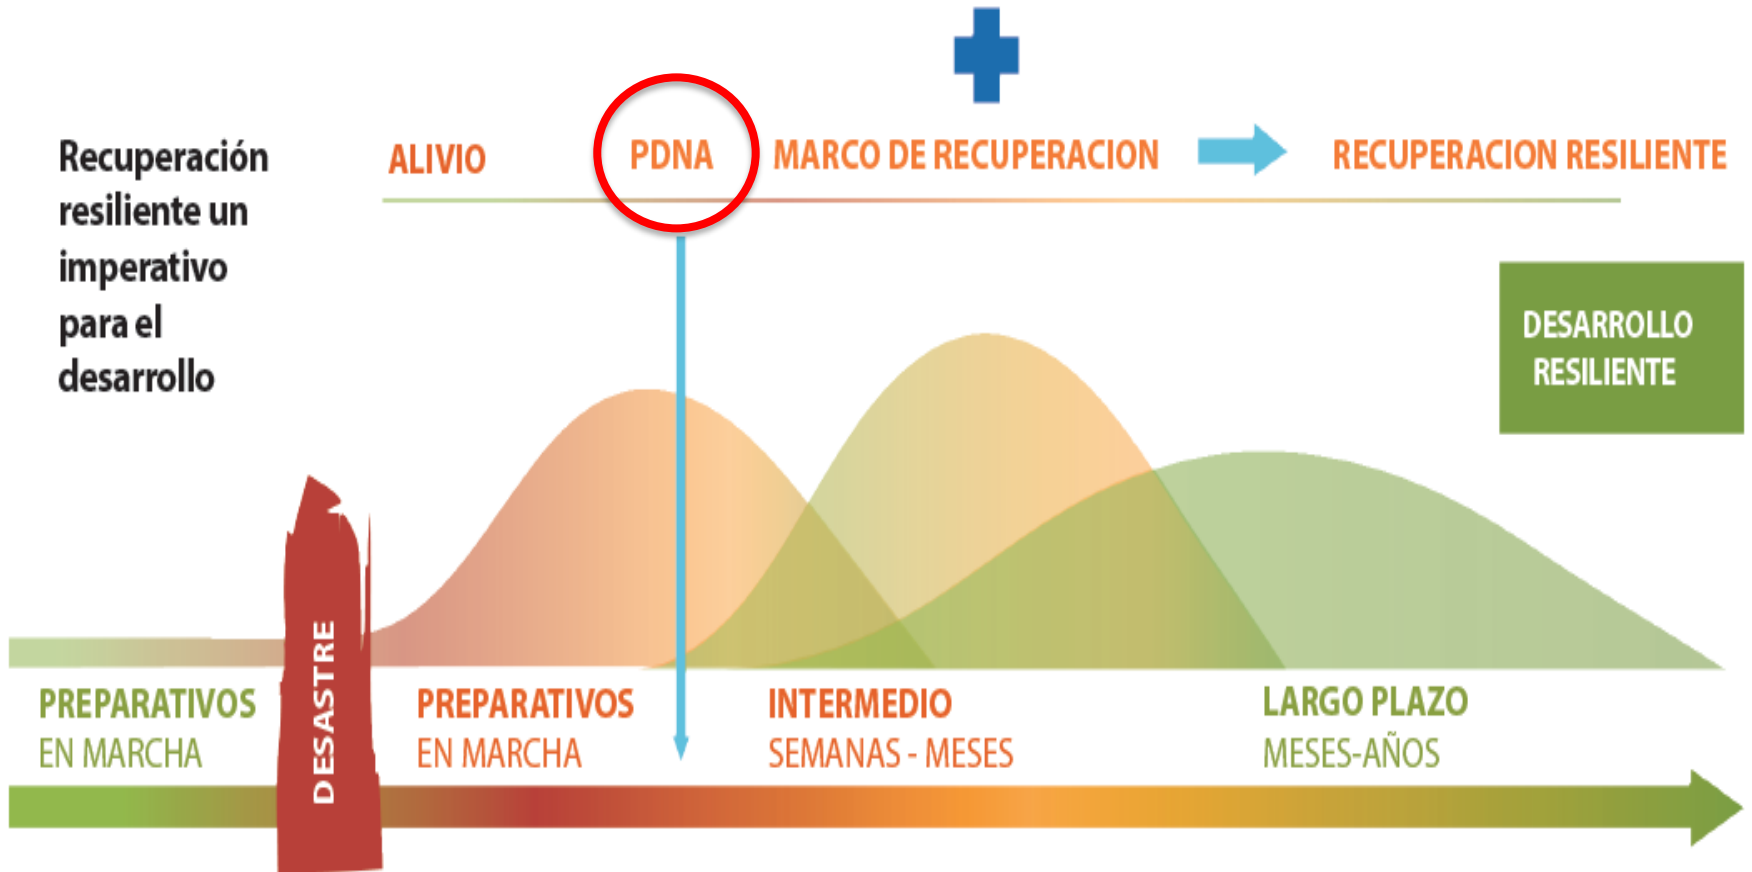 Recuperación
resiliente un
imperativo
para el
desarrollo
ALIVIO
PDNA
MARCO DE RECUPERACION
RECUPERACION RESILIENTE
DESARROLLO
RESILIENTE
DESASTRE
PREPARATIVOS
EN MARCHA
PREPARATIVOS
EN MARCHA
INTERMEDIO
SEMANAS - MESES
LARGO PLAZO
MESES-AÑOS